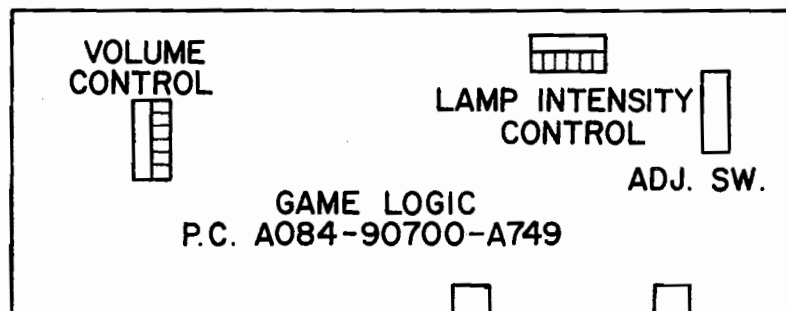 VOLUME
CONTROL
LAMP INTENSITY
CONTROL
ADJ. SW.
GAME LOGIC
P.C. A084-90700-A749